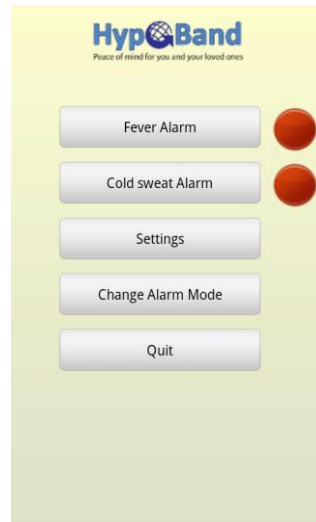 HypoBand
Peace of mind for you and your loved ones
Fever Alarm
Cold sweat Alarm
Settings
Change Alarm Mode
Quit